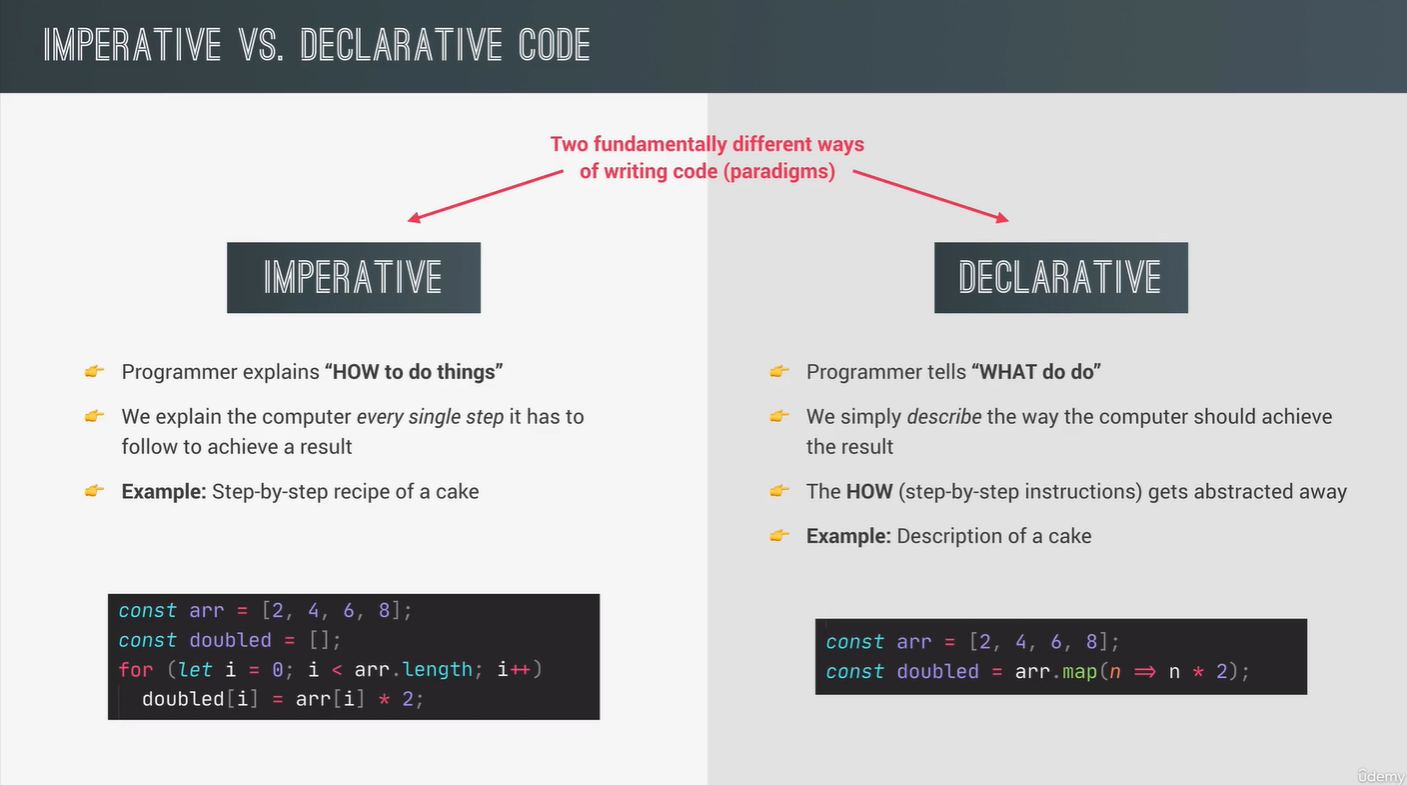 IMPERATIVE VS. DECLARATIVE CODE
Two fundamentally different ways
of writing code (paradigms)
IMPERATIVE
👉 Programmer explains “HOW to do things”
👉 We explain the computer every single step it has to
follow to achieve a result
👉 Example: Step-by-step recipe of a cake
const arr = [2, 4, 6, 8];
const doubled = [];
for (let i = 0; i < arr.length; i++)
  doubled[i] = arr[i] * 2;
DECLARATIVE
👉 Programmer tells “WHAT do do”
👉 We simply describe the way the computer should achieve
the result
👉 The HOW (step-by-step instructions) gets abstracted away
👉 Example: Description of a cake
const arr = [2, 4, 6, 8];
const doubled = arr.map(n => n * 2);
ûdemy